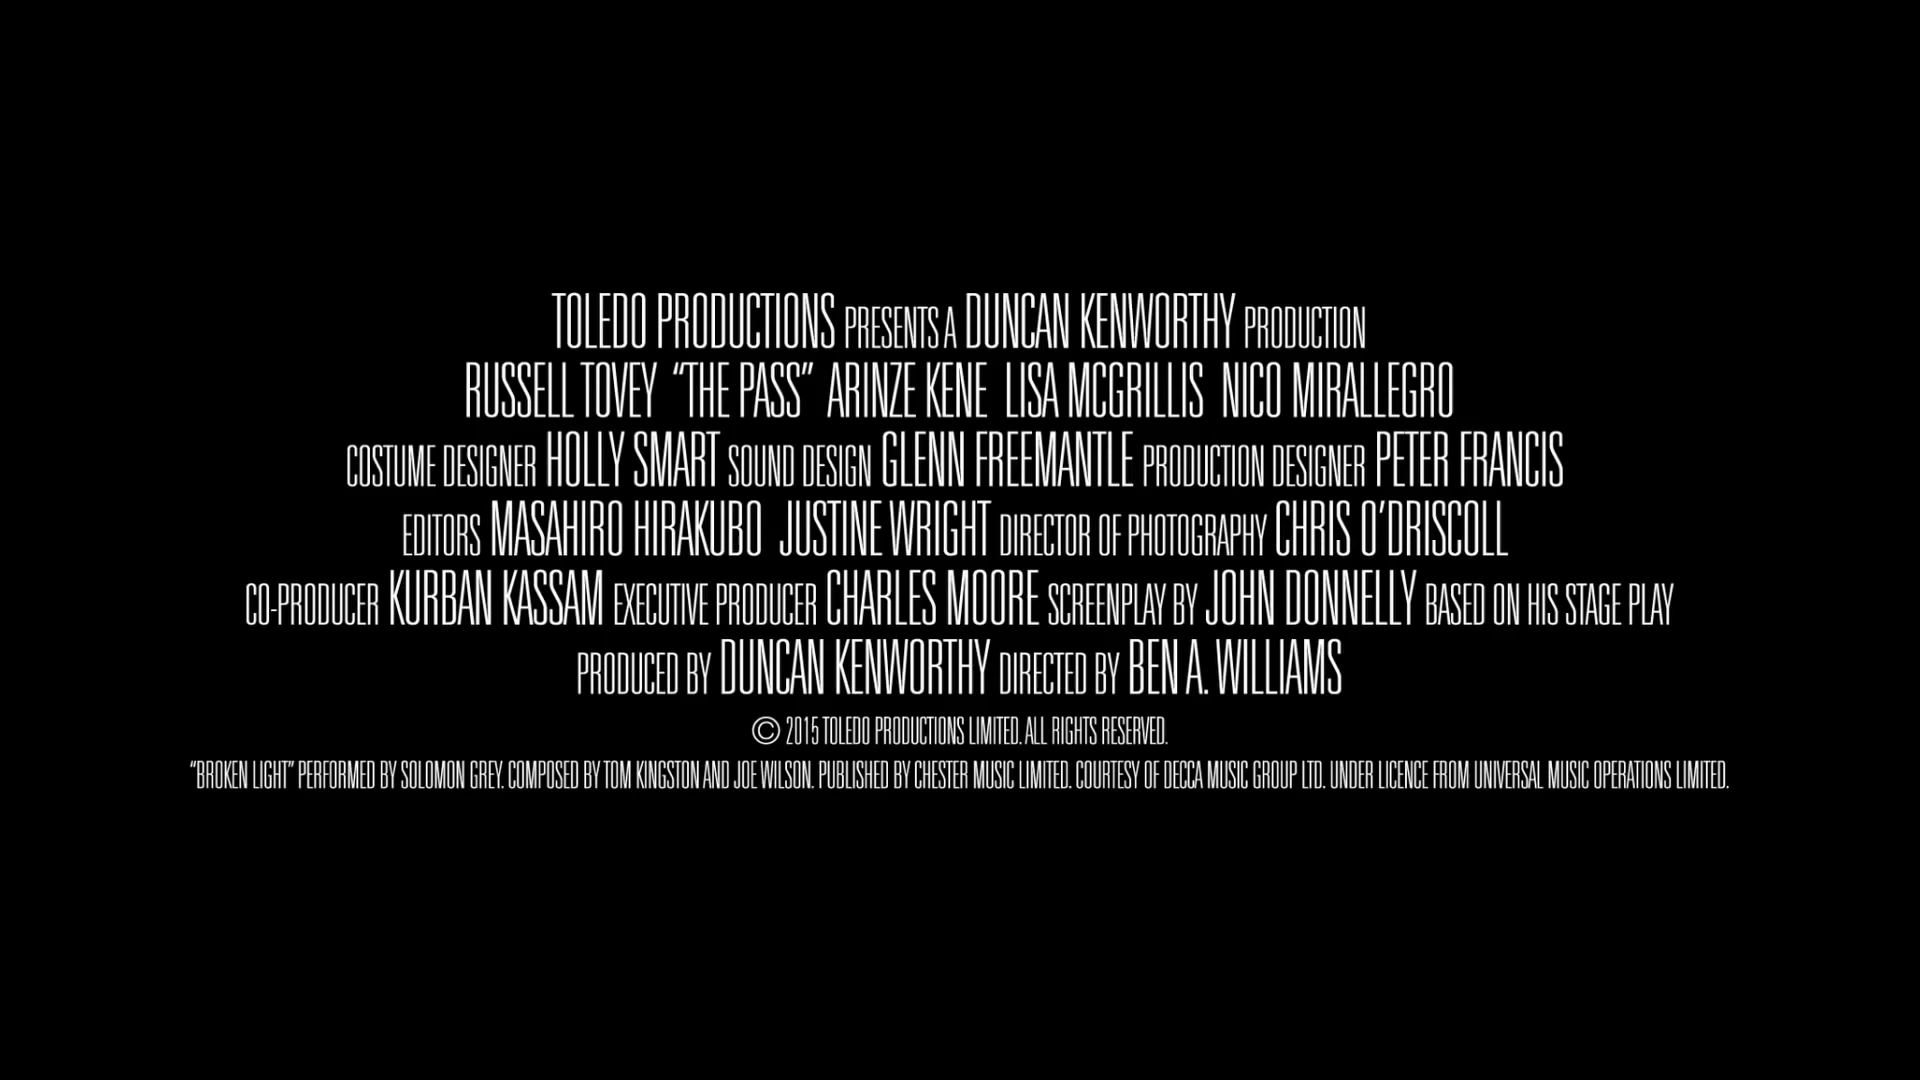 TOLEDO PRODUCTIONS PRESENTS A DUNCAN KENWORTHY PRODUCTION
RUSSELL TOVEY "THE PASS" ARINZE KENE LISA MCGRILLIS NICO MIRALLEGRO
COSTUME DESIGNER HOLLY SMART SOUND DESIGN GLENN FREEMANTLE PRODUCTION DESIGNER PETER FRANCIS
EDITORS MASAHIRO HIRAKUBO JUSTINE WRIGHT DIRECTOR OF PHOTOGRAPHY CHRIS O'DRISCOLL
CO-PRODUCER KURBAN KASSAM EXECUTIVE PRODUCER CHARLES MOORE SCREENPLAY BY JOHN DONNELLY BASED ON HIS STAGE PLAY
PRODUCED BY DUNCAN KENWORTHY DIRECTED BY BEN A. WILLIAMS
© 2015 TOLEDO PRODUCTIONS LIMITED. ALL RIGHTS RESERVED.
"BROKEN LIGHT" PERFORMED BY SOLOMON GREY. COMPOSED BY TOM KINGSTON AND JOE WILSON. PUBLISHED BY CHESTER MUSIC LIMITED. COURTESY OF DECCA MUSIC GROUP LTD. UNDER LICENCE FROM UNIVERSAL MUSIC OPERATIONS LIMITED.